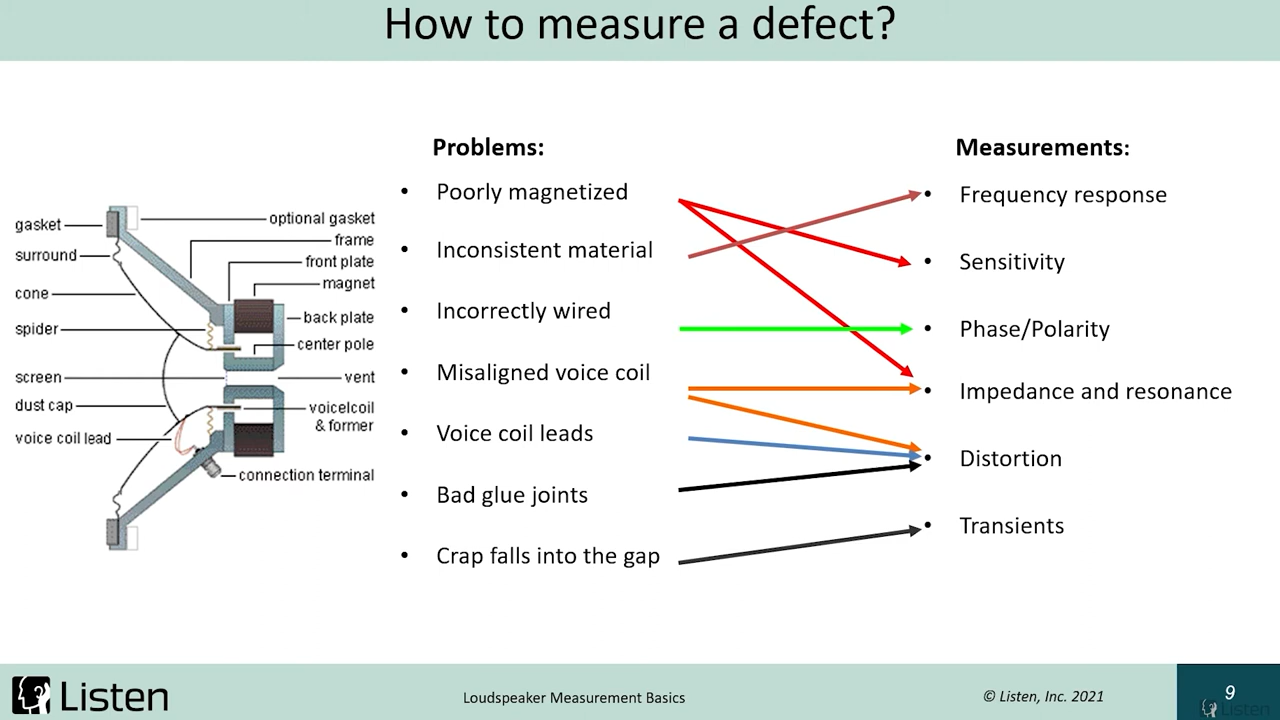 How to measure a defect?
Problems:
• Poorly magnetized
• Inconsistent material
• Incorrectly wired
• Misaligned voice coil
• Voice coil leads
• Bad glue joints
• Crap falls into the gap
Measurements:
• Frequency response
• Sensitivity
• Phase/Polarity
• Impedance and resonance
• Distortion
• Transients
gasket
surround
cone
spider
screen
dust cap
voice coil lead
optional gasket
frame
front plate
magnet
back plate
center pole
vent
voicelcoil
& former
connection terminal
Listen
Loudspeaker Measurement Basics
© Listen, Inc. 2021
9
Listen